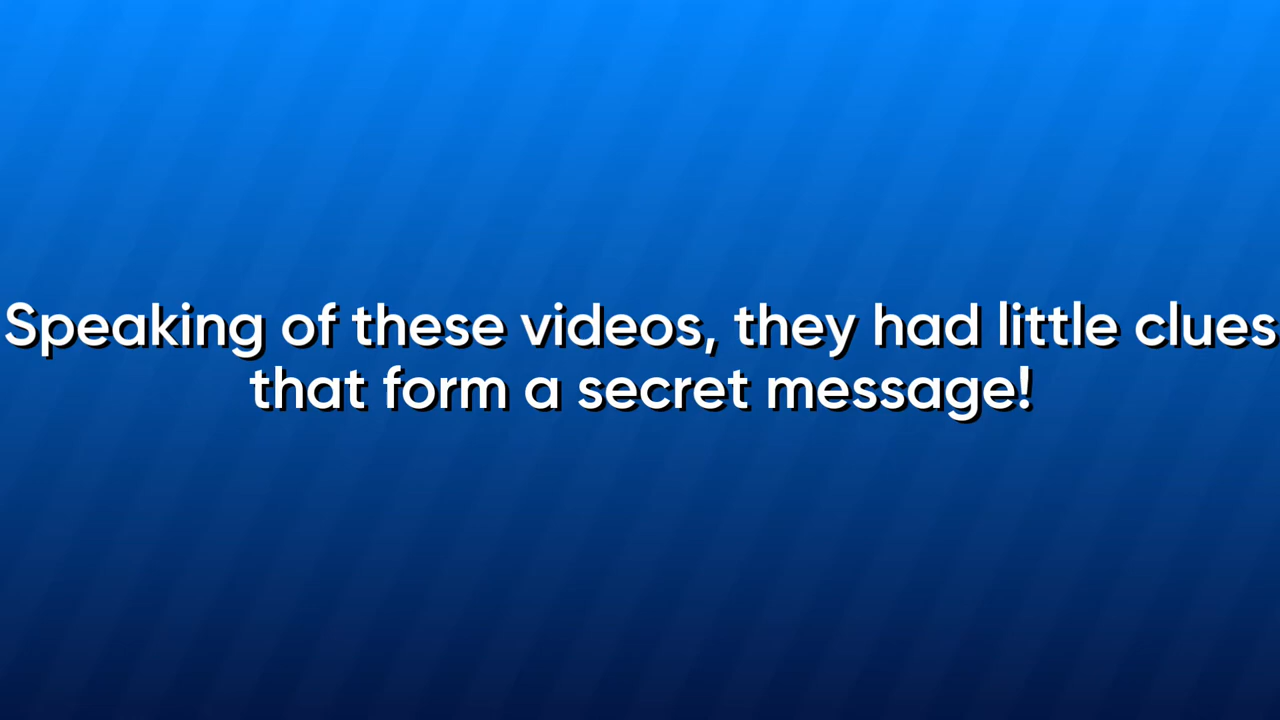 Speaking of these videos, they had little clues
that form a secret message!